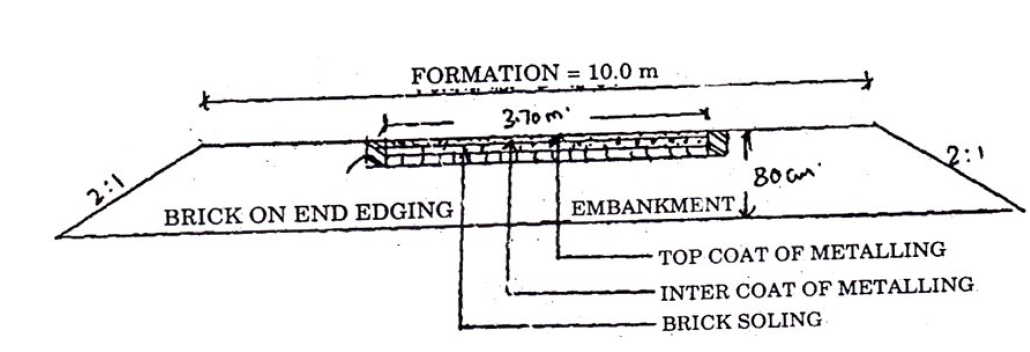 FORMATION = 10.0 m
3.70 m
2:1
2:1
80 cm
BRICK ON END EDGING
EMBANKMENT
TOP COAT OF METALLING
INTER COAT OF METALLING
BRICK SOLING